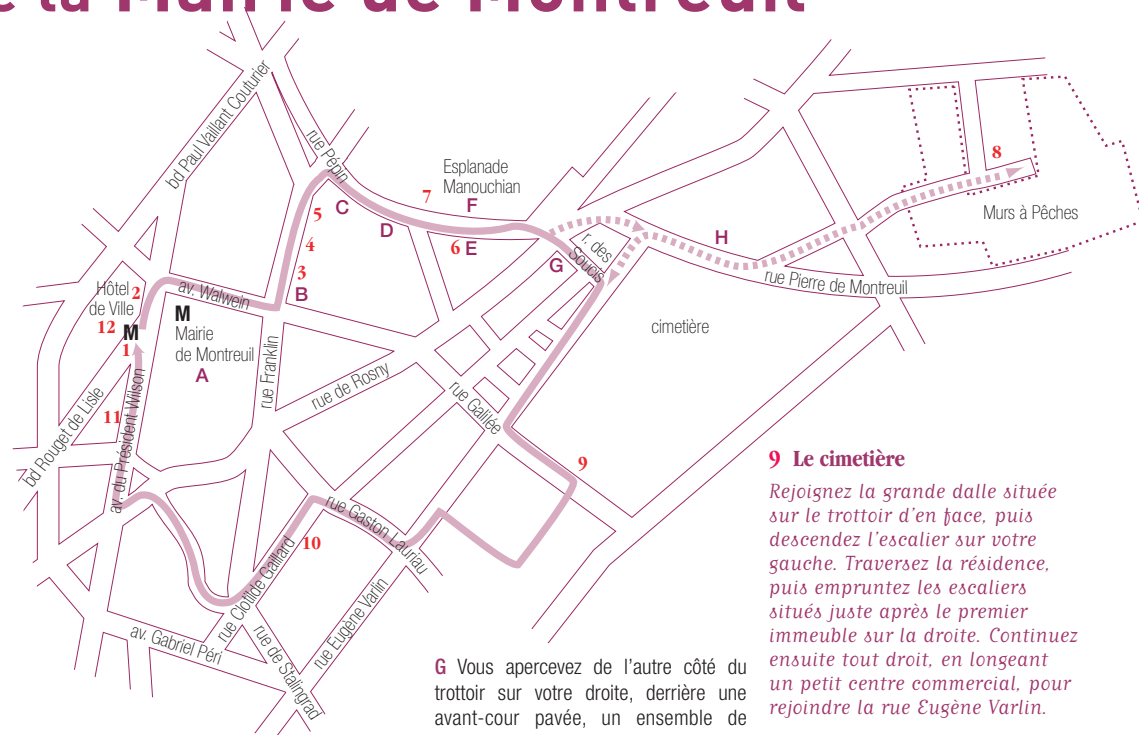 la Mairie de Montreuil
bd Paul Vaillant Couturier
rue Pépin
Esplanade
Manouchian
7
F
8
5
C
D
4
6 E
H
r. des
Soucis
G
Murs à Pêches
3
B
rue Pierre de Montreuil
Hôtel
de Ville
2
av. Walwein
12
M
1
M
Mairie
de Montreuil
A
cimetière
rue Franklin
rue de Rosny
rue Galilée
bd Rouget de Lisle
11
av. du Président Wilson
9
10
rue Gaston Lauriau
rue Clotilde Gaillard
rue Eugène Varlin
av. Gabriel Péri
rue de Stalingrad
G Vous apercevez de l'autre côté du
trottoir sur votre droite, derrière une
avant-cour pavée, un ensemble de
9 Le cimetière
Rejoignez la grande dalle située
sur le trottoir d'en face, puis
descendez l'escalier sur votre
gauche. Traversez la résidence,
puis empruntez les escaliers
situés juste après le premier
immeuble sur la droite. Continuez
ensuite tout droit, en longeant
un petit centre commercial, pour
rejoindre la rue Eugène Varlin.